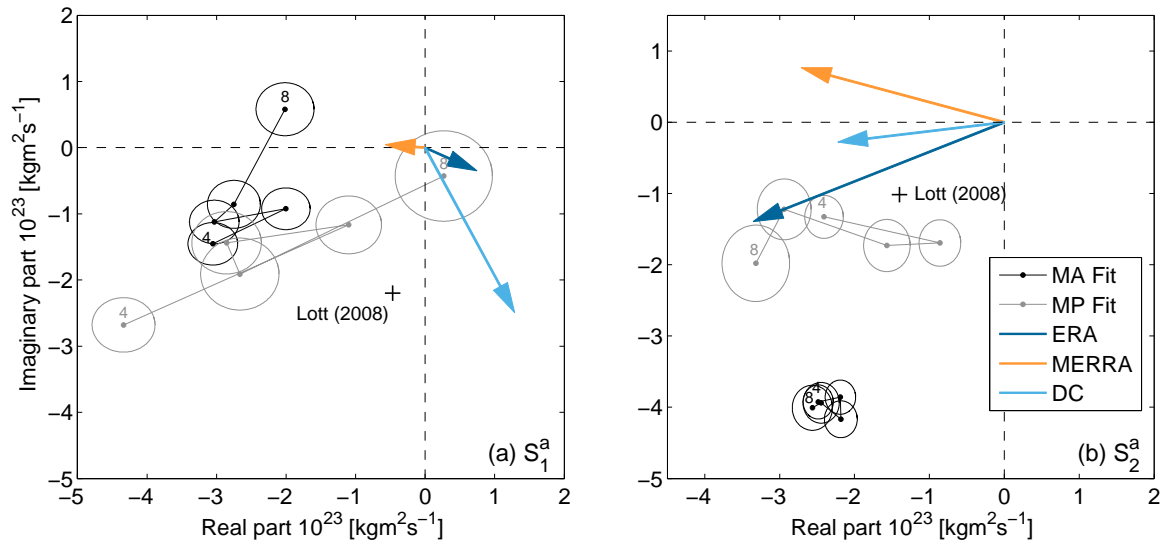 2
1
0
−1
−2
−3
−4
−5
Imaginary part 10²³ [kgm²s⁻¹]
8
4
8
4
Lott (2008)
(a) S₁ᵃ
−5 −4 −3 −2 −1 0 1 2
Real part 10²³ [kgm²s⁻¹]
1
0
−1
−2
−3
−4
−5
Lott (2008)
4
8
4
8
MA Fit
MP Fit
ERA
MERRA
DC
(b) S₂ᵃ
−4 −3 −2 −1 0 1 2
Real part 10²³ [kgm²s⁻¹]